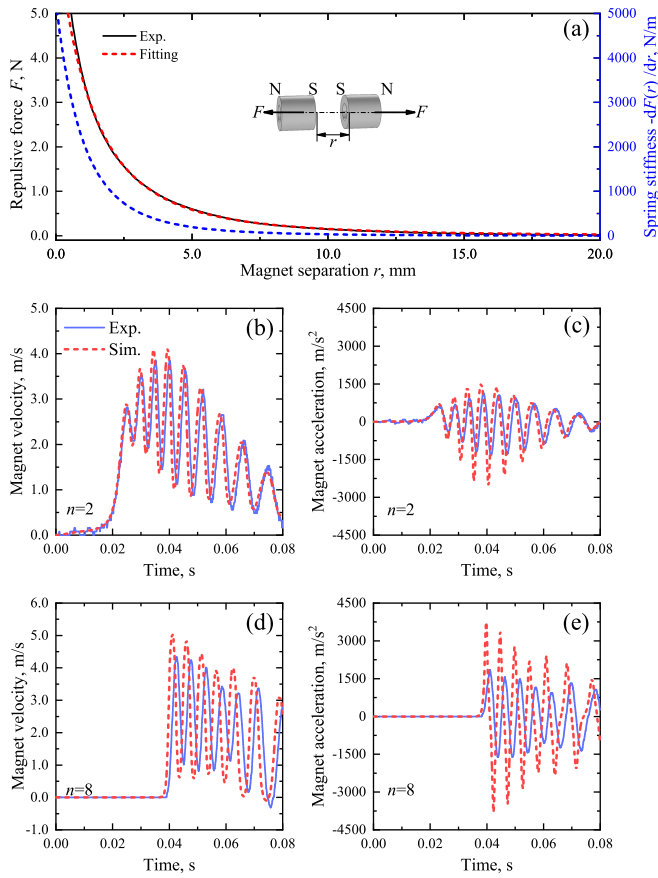 (a)
Exp.
Fitting
N S S N
F F
r
Repulsive force F, N
5.0
4.0
3.0
2.0
1.0
0.0
Spring stiffness -dF(r) /dr, N/m
5000
4000
3000
2000
1000
0
0.0 5.0 10.0 15.0 20.0
Magnet separation r, mm
(b)
Exp.
Sim.
n=2
Magnet velocity, m/s
5.0
4.0
3.0
2.0
1.0
0.0
0.00 0.02 0.04 0.06 0.08
Time, s
(c)
n=2
Magnet acceleration, m/s²
4500
3000
1500
0
-1500
-3000
-4500
0.00 0.02 0.04 0.06 0.08
Time, s
(d)
n=8
Magnet velocity, m/s
6.0
5.0
4.0
3.0
2.0
1.0
0.0
-1.0
0.00 0.02 0.04 0.06 0.08
Time, s
(e)
n=8
Magnet acceleration, m/s²
4500
3000
1500
0
-1500
-3000
-4500
0.00 0.02 0.04 0.06 0.08
Time, s